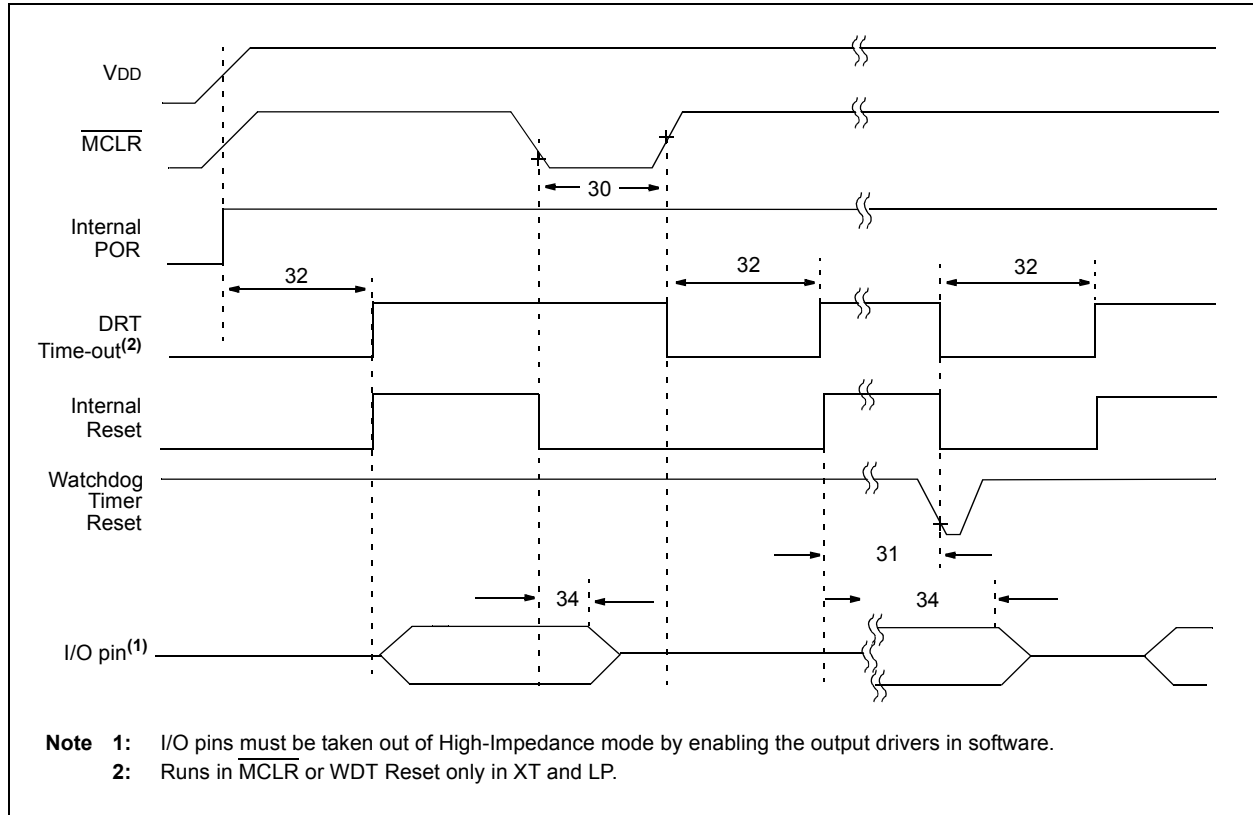 VDD
MCLR
30
Internal
POR
32
32
32
DRT
Time-out(2)
Internal
Reset
Watchdog
Timer
Reset
31
34
34
I/O pin(1)
Note 1: I/O pins must be taken out of High-Impedance mode by enabling the output drivers in software.
2: Runs in MCLR or WDT Reset only in XT and LP.